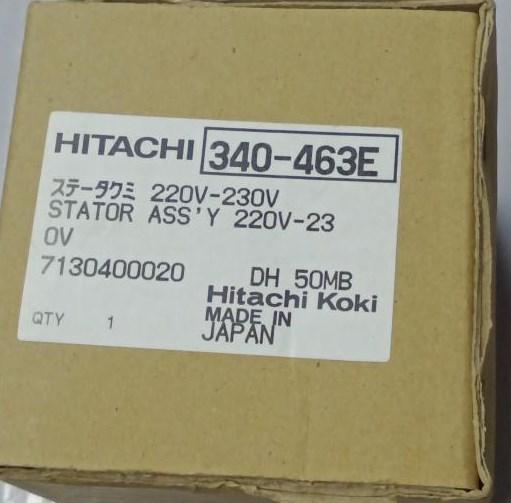 HITACHI 340-463E
ステータクミ 220V-230V
STATOR ASS'Y 220V-23
0V
7130400020 DH 50MB
Hitachi Koki
QTY 1 MADE IN
JAPAN